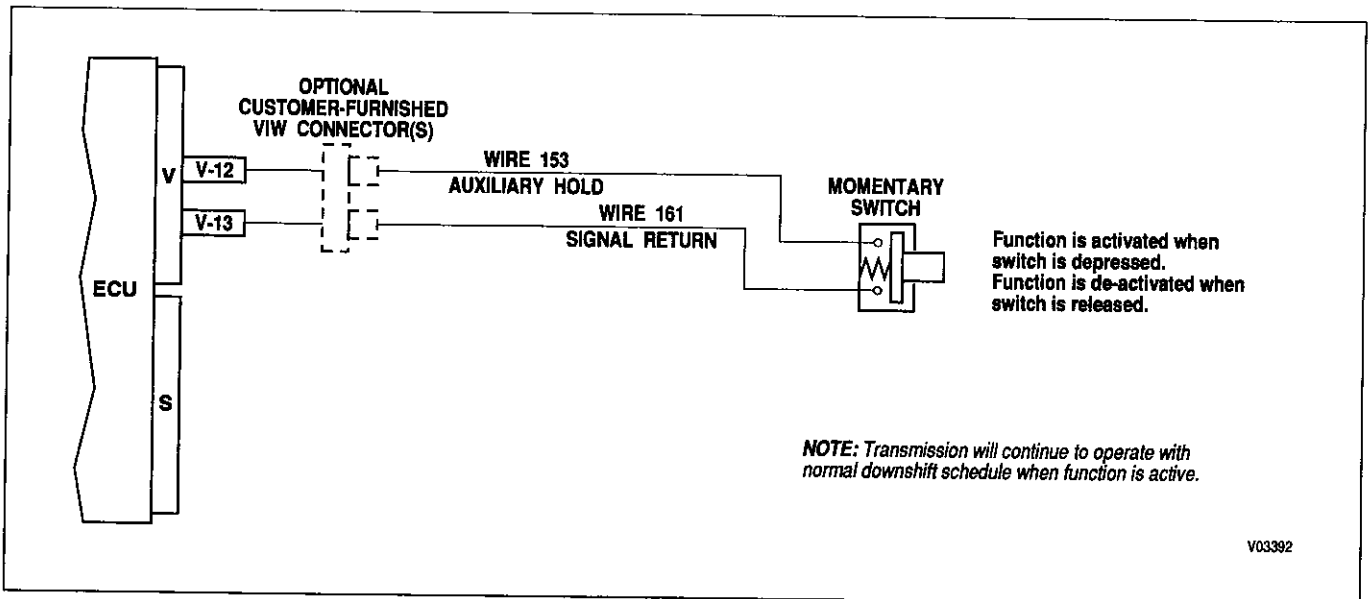 OPTIONAL
CUSTOMER-FURNISHED
VIW CONNECTOR(S)
V
V-12
WIRE 153
AUXILIARY HOLD
V-13
WIRE 161
SIGNAL RETURN
MOMENTARY
SWITCH
Function is activated when
switch is depressed.
Function is de-activated when
switch is released.
ECU
S
NOTE: Transmission will continue to operate with
normal downshift schedule when function is active.
V03392